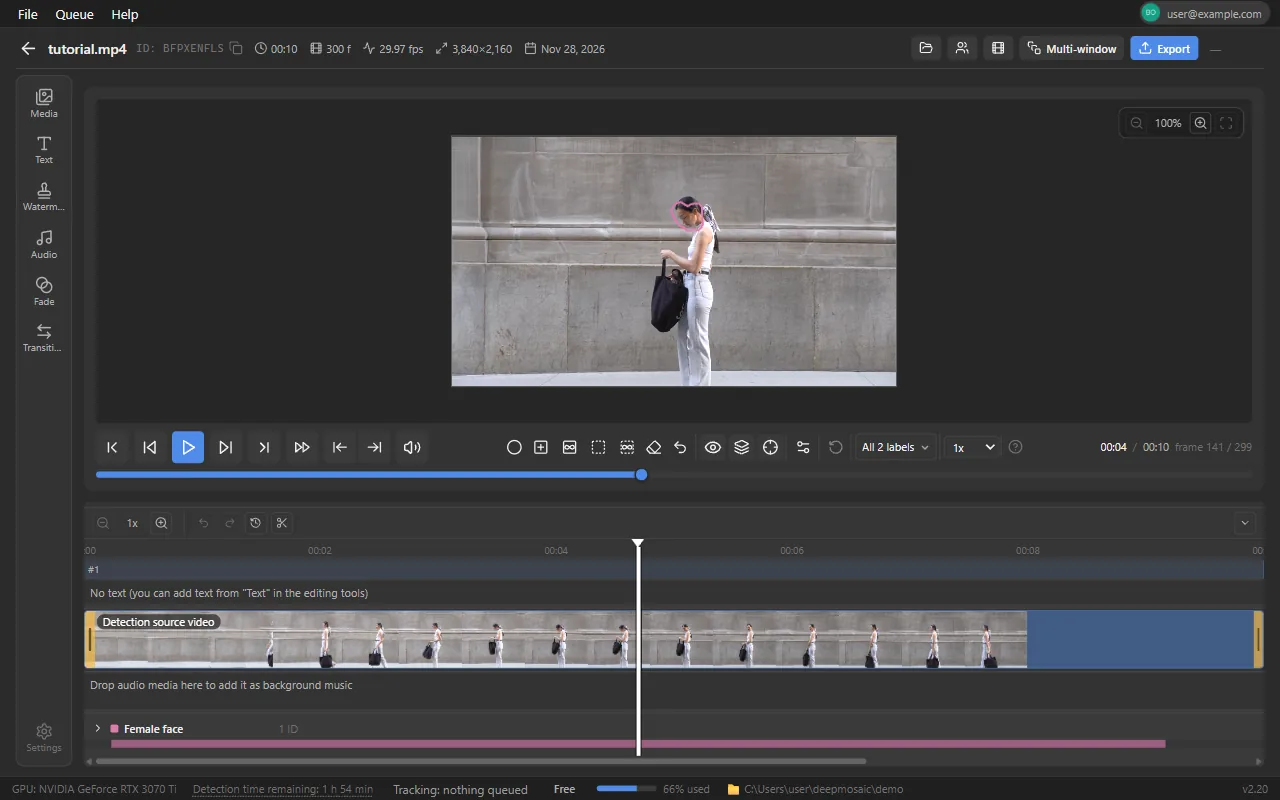 File Queue Help
BO user@example.com
tutorial.mp4 ID: BFPXENFLS 00:10 300 f 29.97 fps 3,840×2,160 Nov 28, 2026
Multi-window Export
Media
Text
Waterm...
Audio
Fade
Transiti...
Settings
100%
All 2 labels 1x 00:04 / 00:10 frame 141 / 299
1x
:00 00:02 00:04 00:06 00:08 00
#1
No text (you can add text from "Text" in the editing tools)
Detection source video
Drop audio media here to add it as background music
Female face 1 ID
GPU: NVIDIA GeForce RTX 3070 Ti Detection time remaining: 1 h 54 min Tracking: nothing queued Free 66% used C:\Users\user\deepmosaic\demo v2.20